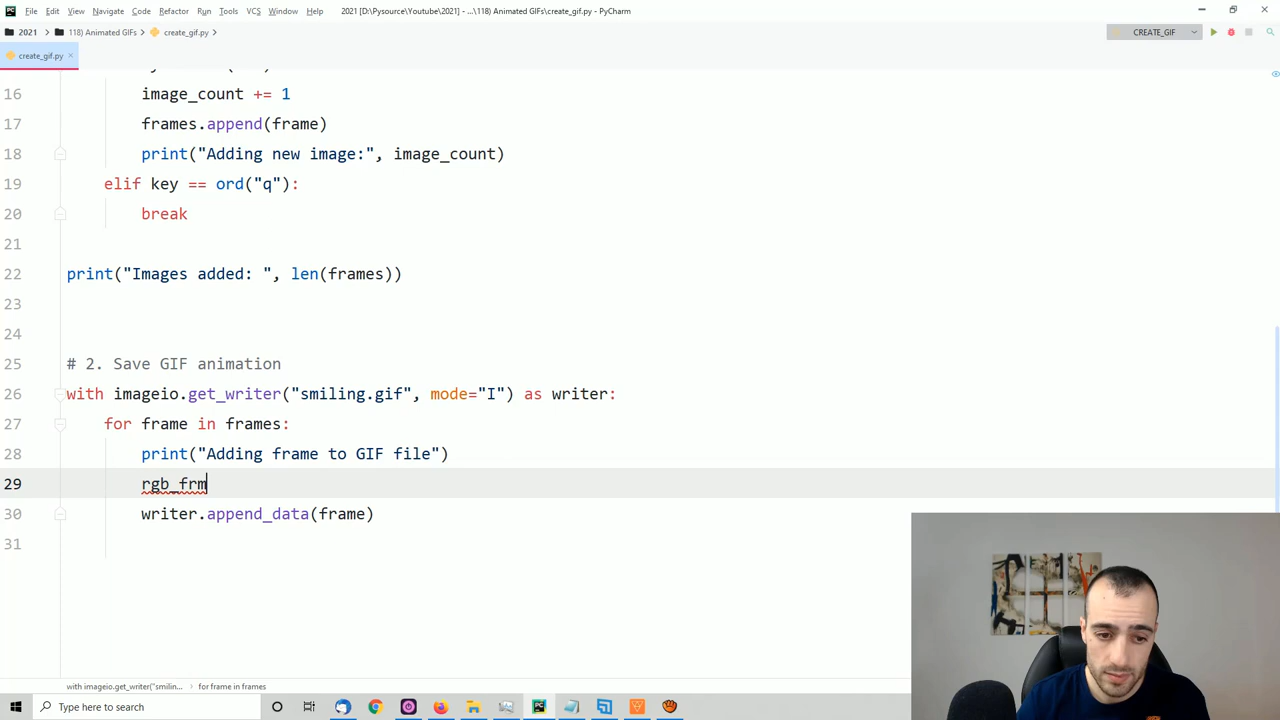 File Edit View Navigate Code Refactor Run Tools VCS Window Help 2021 [D:\Pysource\Youtube\2021] - ...\118) Animated GIFs\create_gif.py - PyCharm
2021 118) Animated GIFs create_gif.py CREATE_GIF
create_gif.py
16 image_count += 1
17 frames.append(frame)
18 print("Adding new image:", image_count)
19 elif key == ord("q"):
20 break
21
22 print("Images added: ", len(frames))
23
24
25 # 2. Save GIF animation
26 with imageio.get_writer("smiling.gif", mode="I") as writer:
27 for frame in frames:
28 print("Adding frame to GIF file")
29 rgb_frm
30 writer.append_data(frame)
31
with imageio.get_writer("smilin... for frame in frames
Type here to search